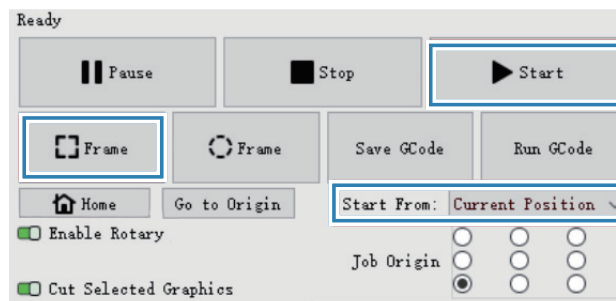 Ready
Pause Stop Start
Frame Frame Save GCode Run GCode
Home Go to Origin Start From: Current Position
Enable Rotary
Job Origin
Cut Selected Graphics